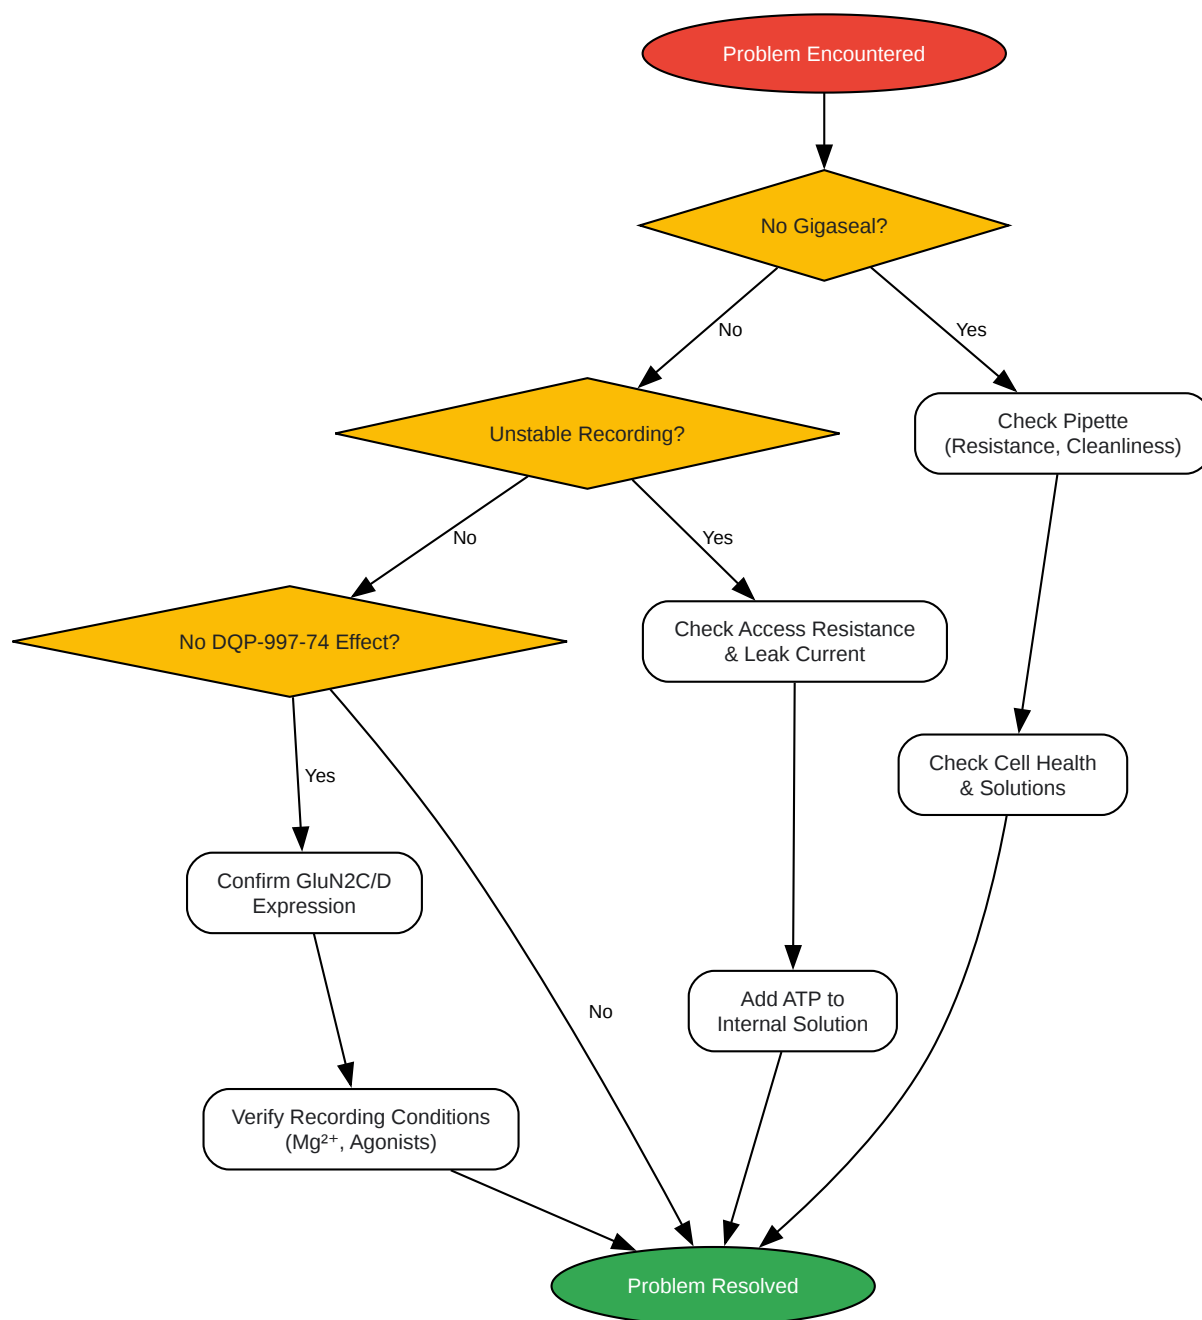 Problem Encountered
No Gigaseal?
No
Yes
Unstable Recording?
Check Pipette
(Resistance, Cleanliness)
No
Yes
No DQP-997-74 Effect?
Check Access Resistance
& Leak Current
Yes
Check Cell Health
& Solutions
Confirm GluN2C/D
Expression
No
Add ATP to
Internal Solution
Verify Recording Conditions
(Mg²⁺, Agonists)
Problem Resolved